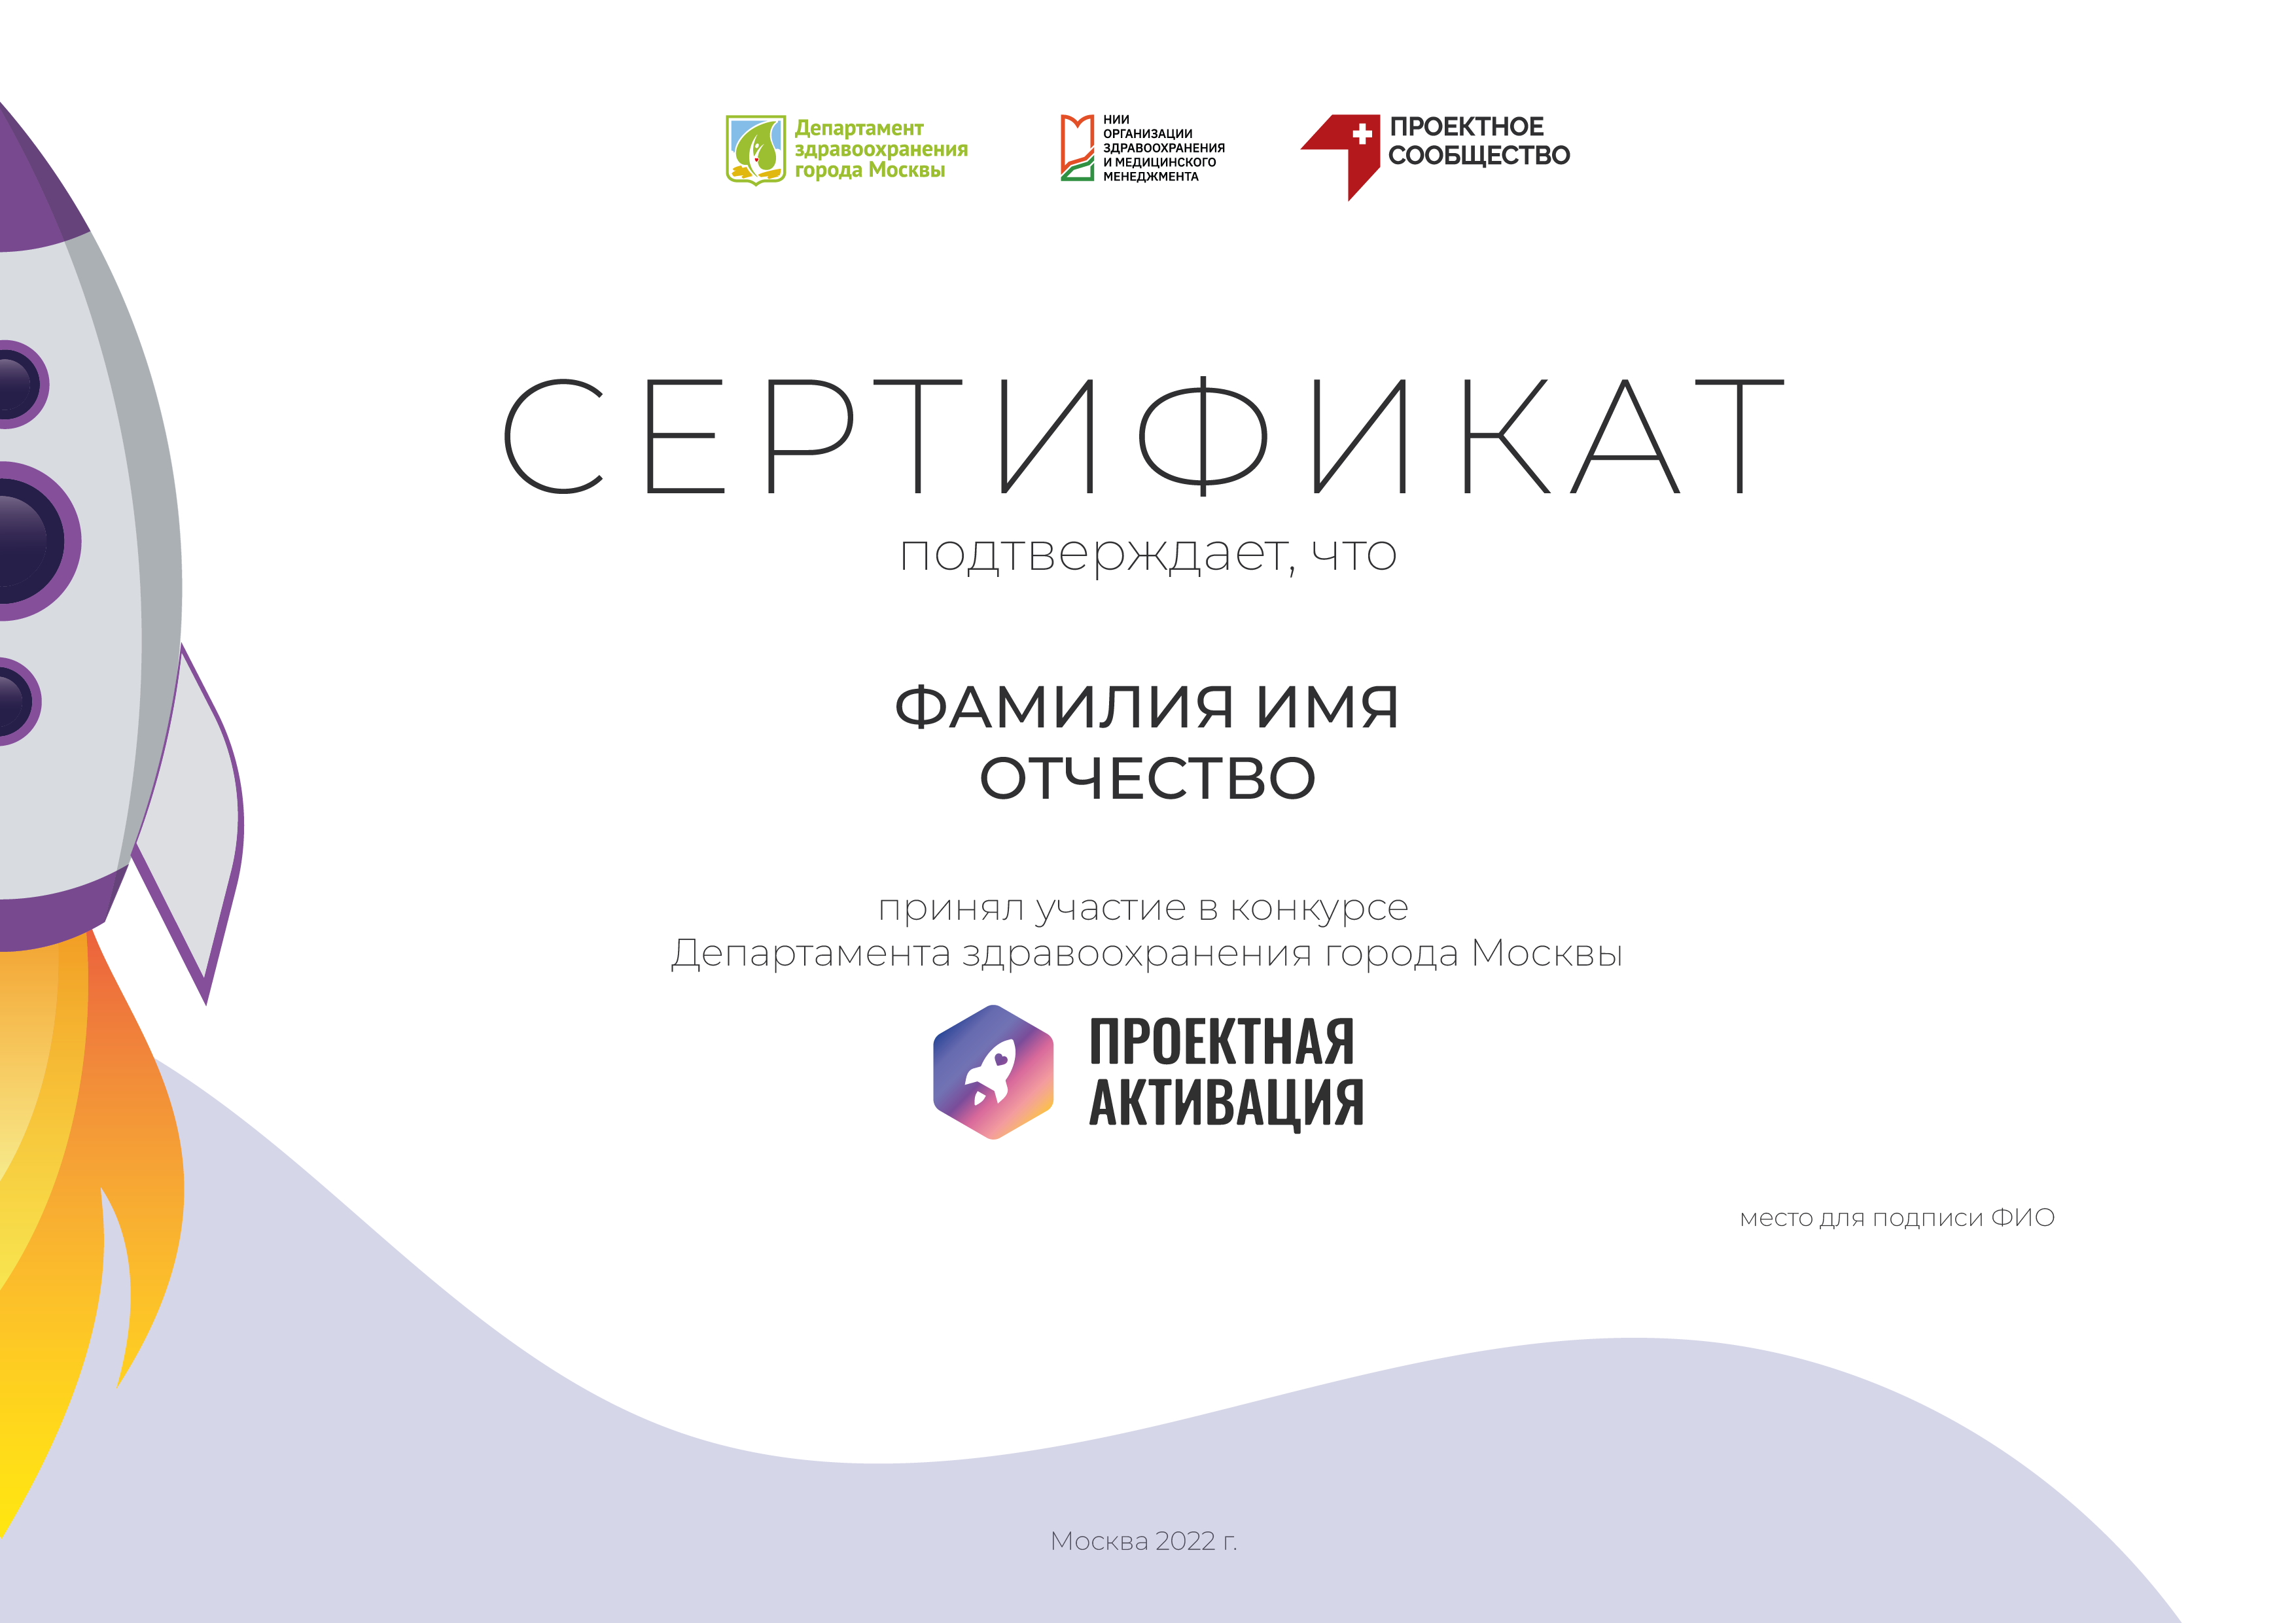 Департамент
здравоохранения
города Москвы
НИИ
ОРГАНИЗАЦИИ
ЗДРАВООХРАНЕНИЯ
И МЕДИЦИНСКОГО
МЕНЕДЖМЕНТА
ПРОЕКТНОЕ
СООБЩЕСТВО
СЕРТИФИКАТ
подтверждает, что
ФАМИЛИЯ ИМЯ
ОТЧЕСТВО
принял участие в конкурсе
Департамента здравоохранения города Москвы
ПРОЕКТНАЯ
АКТИВАЦИЯ
место для подписи ФИО
Москва 2022 г.